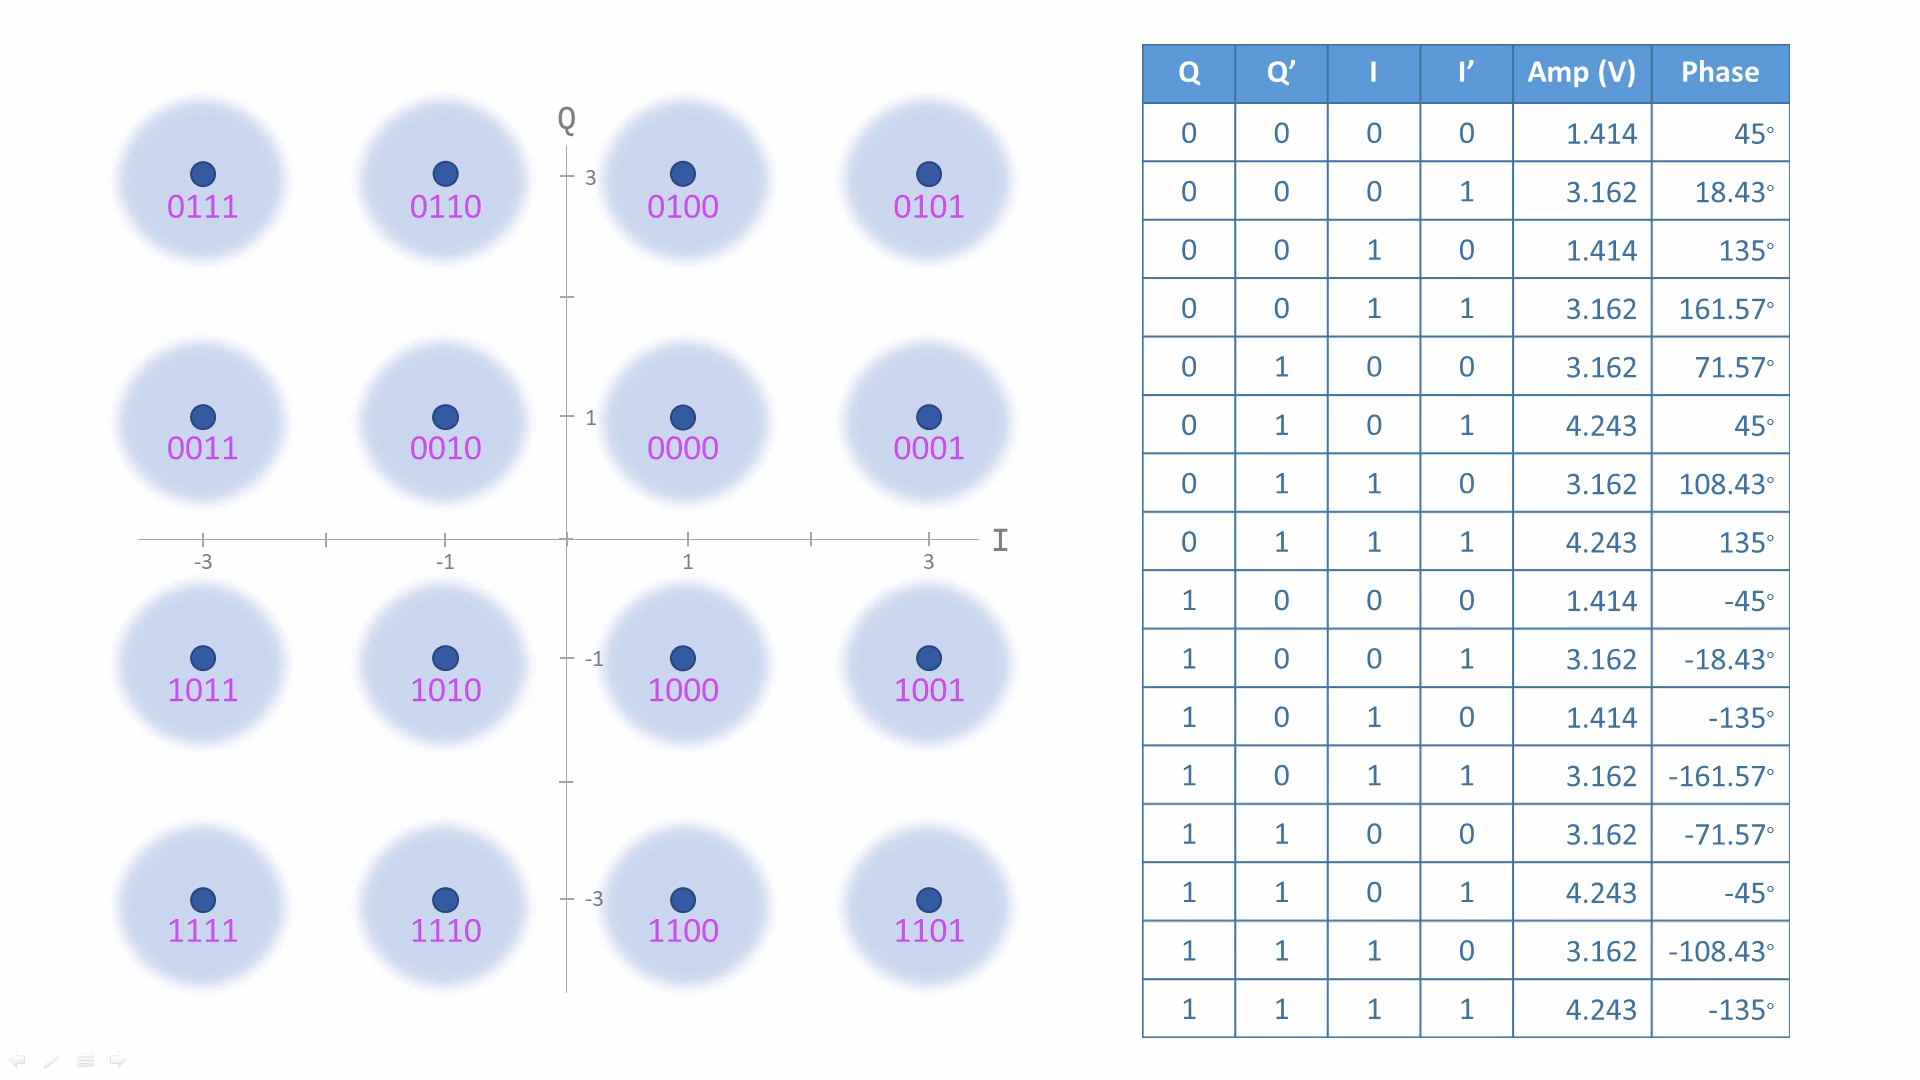 Q
3
0111 0110 0100 0101
1
0011 0010 0000 0001
I
-3 -1 1 3
-1
1011 1010 1000 1001
-3
1111 1110 1100 1101
Q Q’ I I’ Amp (V) Phase
0 0 0 0 1.414 45°
0 0 0 1 3.162 18.43°
0 0 1 0 1.414 135°
0 0 1 1 3.162 161.57°
0 1 0 0 3.162 71.57°
0 1 0 1 4.243 45°
0 1 1 0 3.162 108.43°
0 1 1 1 4.243 135°
1 0 0 0 1.414 -45°
1 0 0 1 3.162 -18.43°
1 0 1 0 1.414 -135°
1 0 1 1 3.162 -161.57°
1 1 0 0 3.162 -71.57°
1 1 0 1 4.243 -45°
1 1 1 0 3.162 -108.43°
1 1 1 1 4.243 -135°